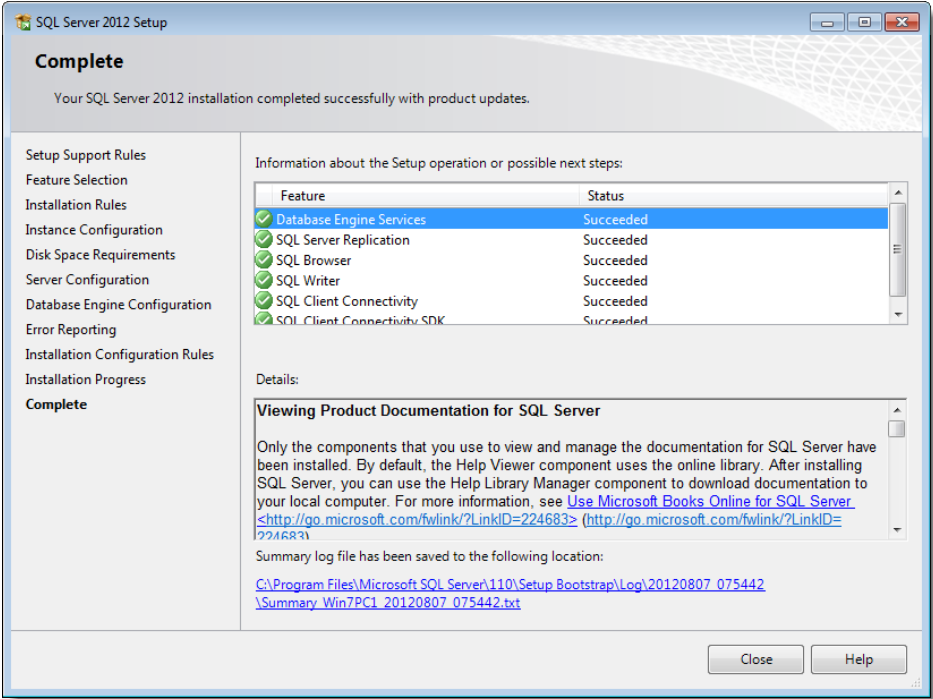 SQL Server 2012 Setup
Complete
Your SQL Server 2012 installation completed successfully with product updates.
Setup Support Rules
Feature Selection
Installation Rules
Instance Configuration
Disk Space Requirements
Server Configuration
Database Engine Configuration
Error Reporting
Installation Configuration Rules
Installation Progress
Complete
Information about the Setup operation or possible next steps:
Feature Status
Database Engine Services Succeeded
SQL Server Replication Succeeded
SQL Browser Succeeded
SQL Writer Succeeded
SQL Client Connectivity Succeeded
SQL Client Connectivity SDK Succeeded
Details:
Viewing Product Documentation for SQL Server
Only the components that you use to view and manage the documentation for SQL Server have
been installed. By default, the Help Viewer component uses the online library. After installing
SQL Server, you can use the Help Library Manager component to download documentation to
your local computer. For more information, see Use Microsoft Books Online for SQL Server
<http://go.microsoft.com/fwlink/?LinkID=224683> (http://go.microsoft.com/fwlink/?LinkID=
224683)
Summary log file has been saved to the following location:
C:\Program Files\Microsoft SQL Server\110\Setup Bootstrap\Log\20120807_075442
\Summary_Win7PC1_20120807_075442.txt
Close
Help